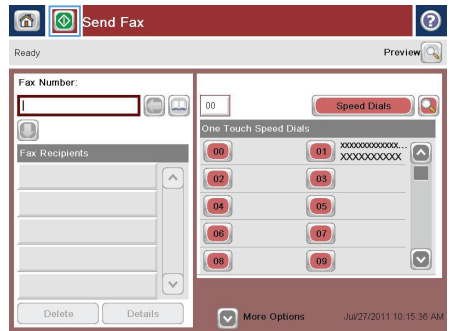 Send Fax
?
Ready
Preview
Fax Number:
00
Speed Dials
One Touch Speed Dials
Fax Recipients
00
01 XXXXXXXXXXXXX...
XXXXXXXXXX
02
03
04
05
06
07
08
09
Delete
Details
More Options
Jul/27/2011 10:15:36 AM